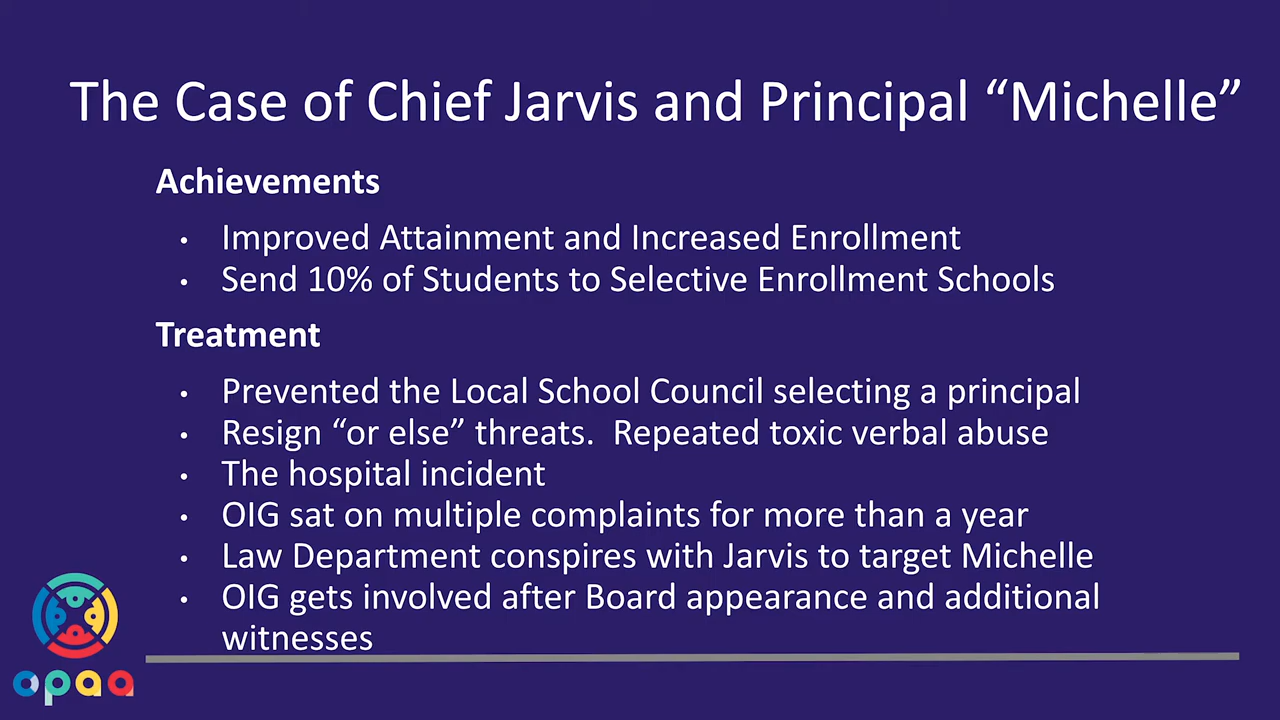 The Case of Chief Jarvis and Principal “Michelle”
Achievements
• Improved Attainment and Increased Enrollment
• Send 10% of Students to Selective Enrollment Schools
Treatment
• Prevented the Local School Council selecting a principal
• Resign “or else” threats.  Repeated toxic verbal abuse
• The hospital incident
• OIG sat on multiple complaints for more than a year
• Law Department conspires with Jarvis to target Michelle
• OIG gets involved after Board appearance and additional
witnesses
opaa